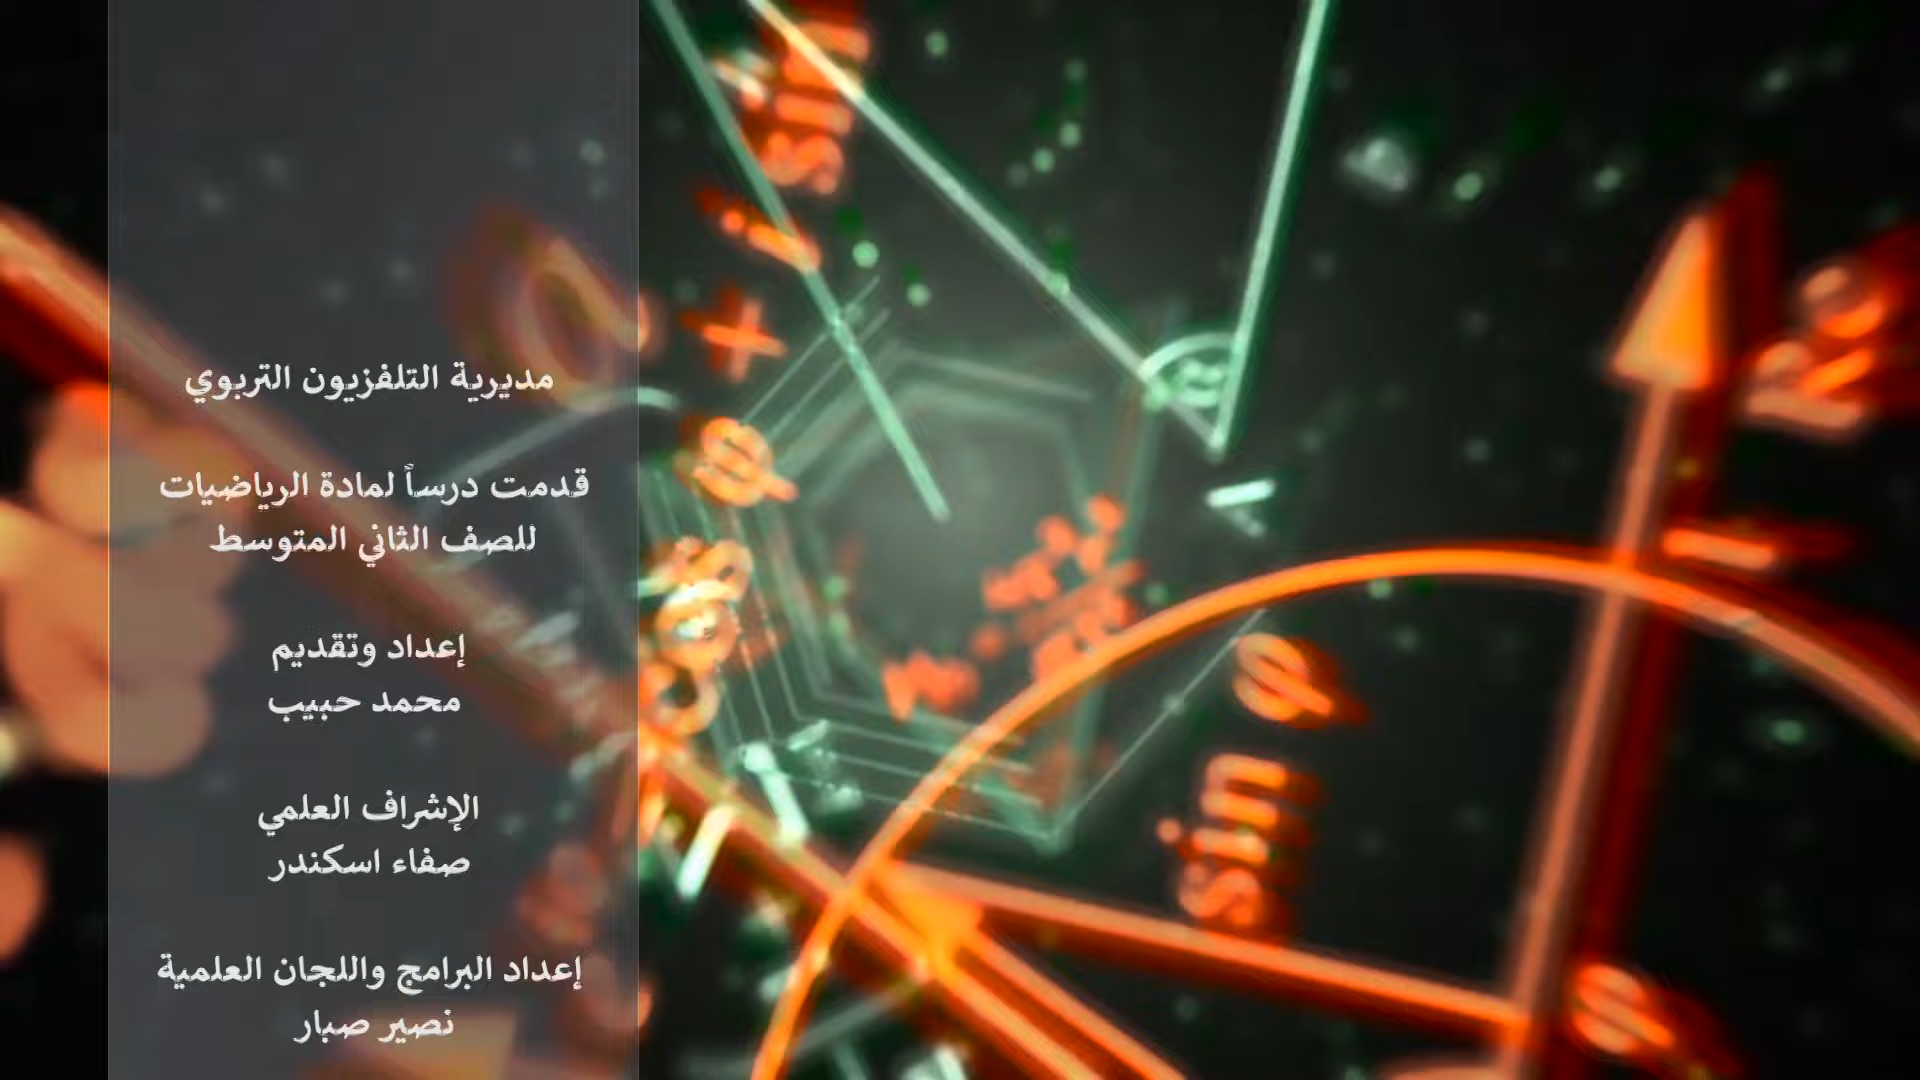 مديرية التلفزيون التربوي
قدمت درساً لمادة الرياضيات
للصف الثاني المتوسط
إعداد وتقديم
محمد حبيب
الإشراف العلمي
صفاء اسكندر
إعداد البرامج واللجان العلمية
نصير صبار
sin